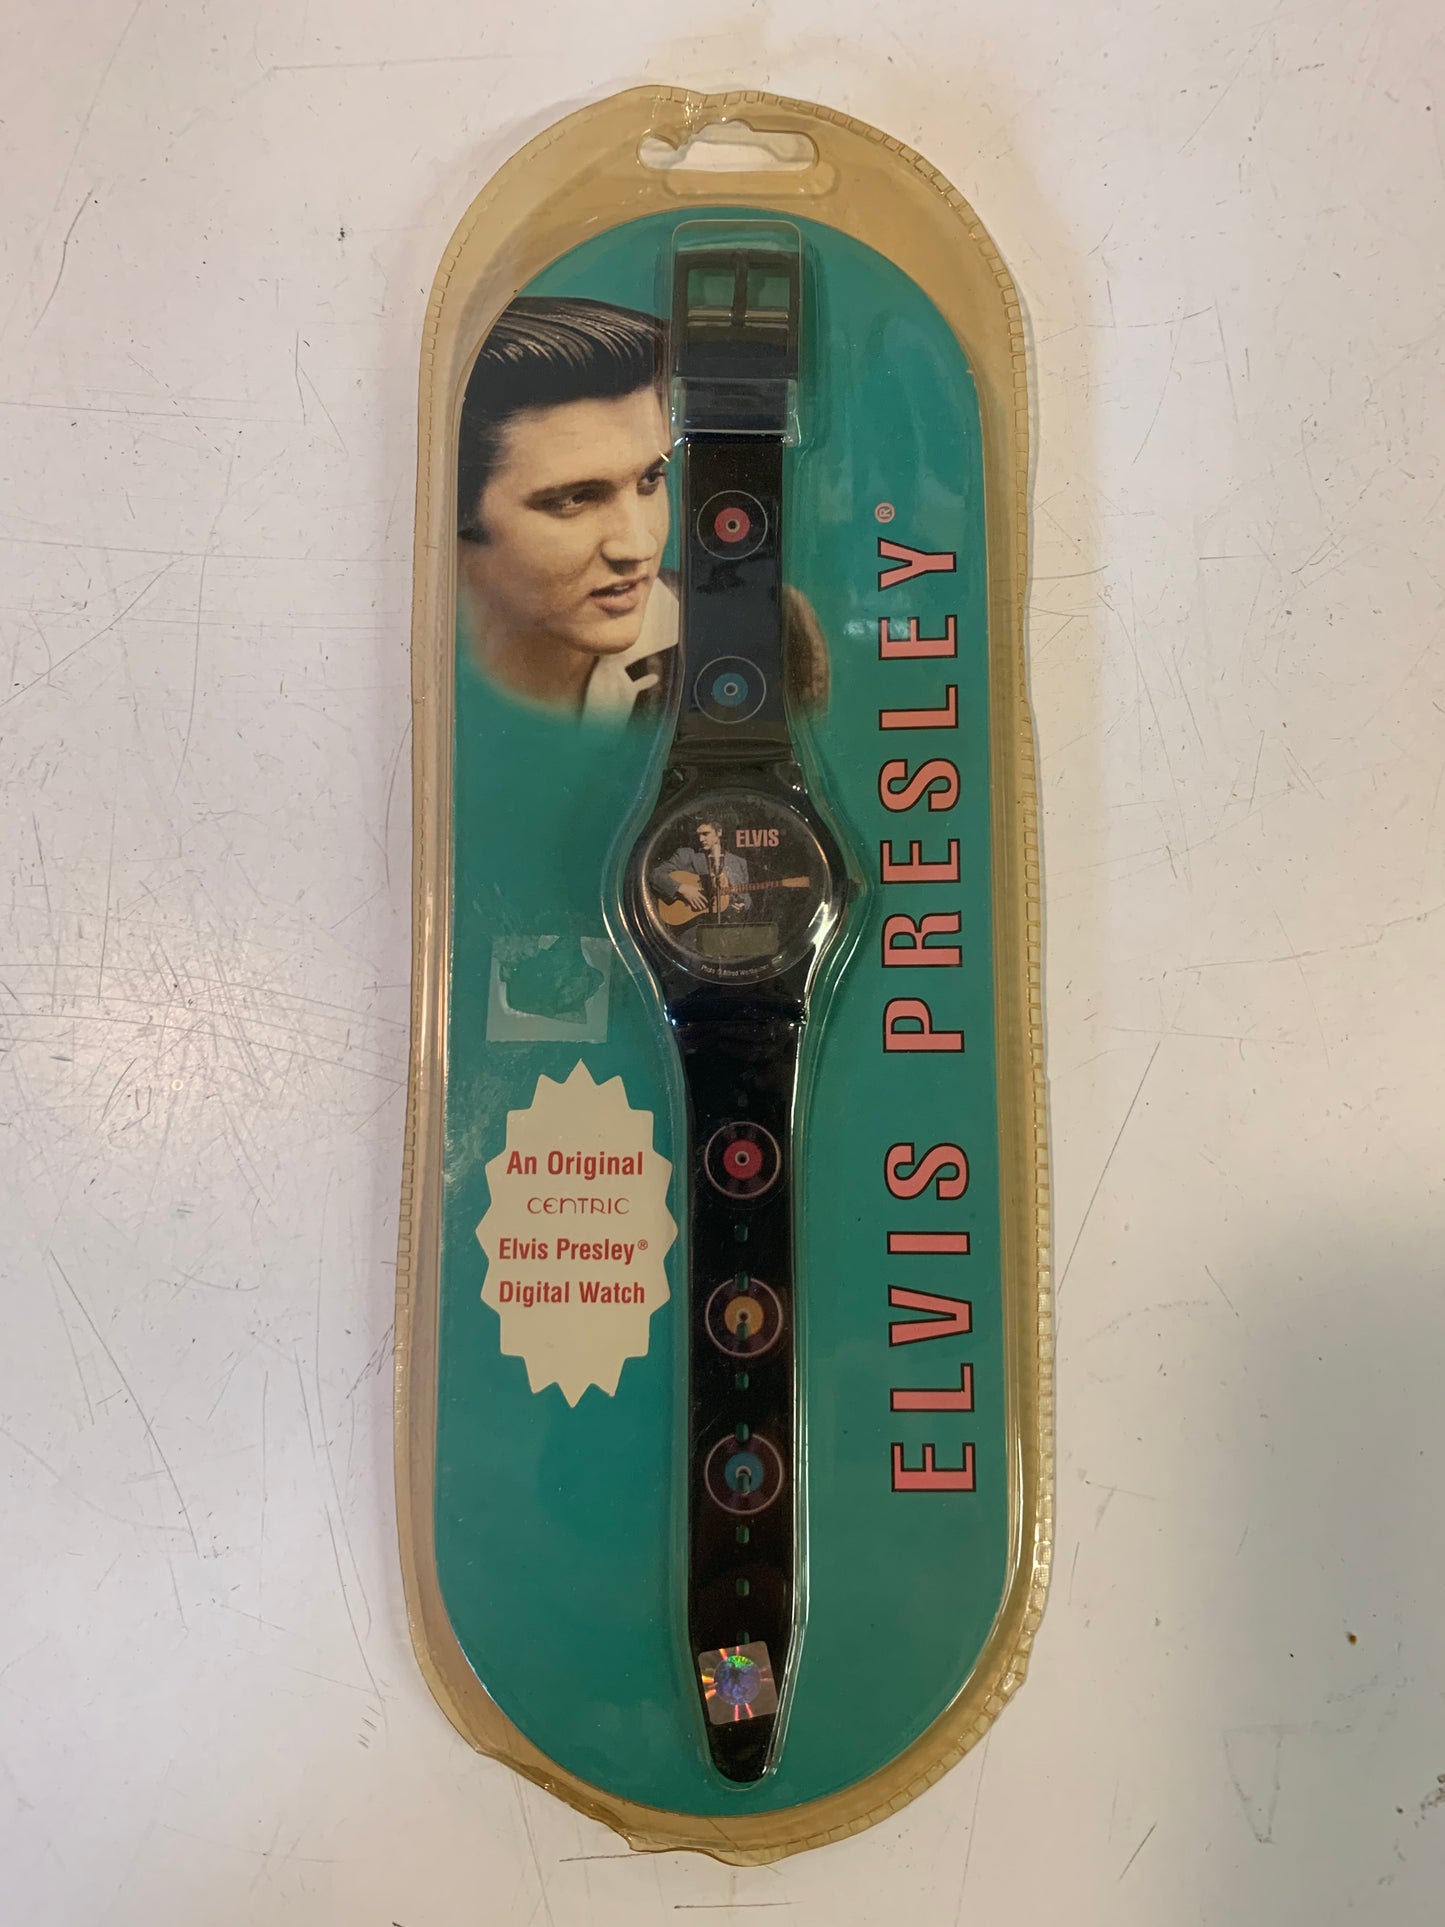 ELVIS PRESLEY®
ELVIS
An Original
CENTRIC
Elvis Presley®
Digital Watch